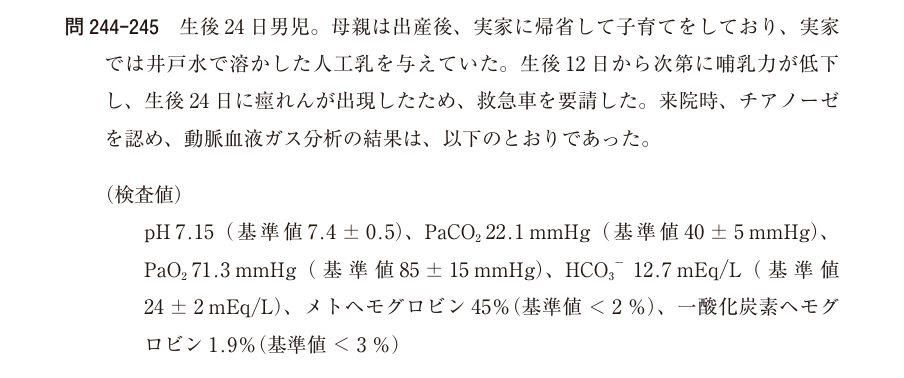 問 244-245　生後 24 日男児。母親は出産後、実家に帰省して子育てをしており、実家
では井戸水で溶かした人工乳を与えていた。生後 12 日から次第に哺乳力が低下
し、生後 24 日に痙れんが出現したため、救急車を要請した。来院時、チアノーゼ
を認め、動脈血液ガス分析の結果は、以下のとおりであった。
（検査値）
pH 7.15（基準値 7.4 ± 0.5）、PaCO₂ 22.1 mmHg（基準値 40 ± 5 mmHg）、
PaO₂ 71.3 mmHg（基準値 85 ± 15 mmHg）、HCO₃⁻ 12.7 mEq/L（基準値
24 ± 2 mEq/L）、メトヘモグロビン 45%（基準値 < 2 %）、一酸化炭素ヘモグ
ロビン 1.9%（基準値 < 3 %）